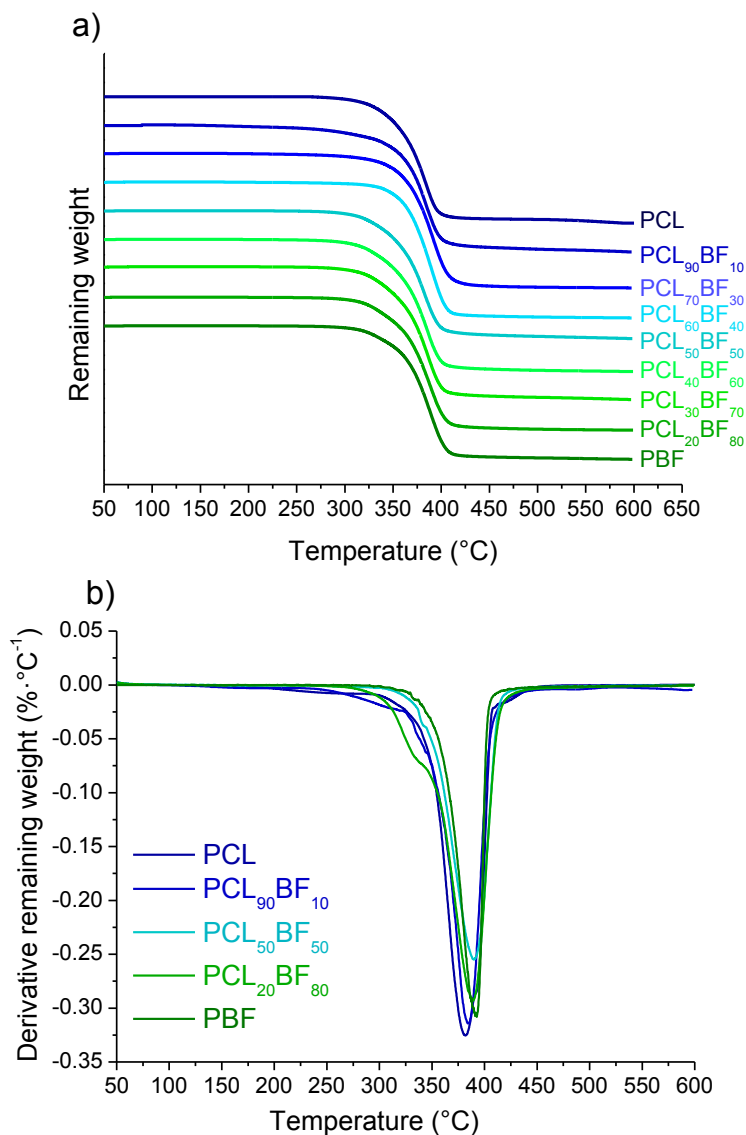 a)
Remaining weight
PCL
PCL₉₀BF₁₀
PCL₇₀BF₃₀
PCL₆₀BF₄₀
PCL₅₀BF₅₀
PCL₄₀BF₆₀
PCL₃₀BF₇₀
PCL₂₀BF₈₀
PBF
50 100 150 200 250 300 350 400 450 500 550 600 650
Temperature (°C)
b)
Derivative remaining weight (%·°C⁻¹)
0.05
0.00
-0.05
-0.10
-0.15
-0.20
-0.25
-0.30
-0.35
PCL
PCL₉₀BF₁₀
PCL₅₀BF₅₀
PCL₂₀BF₈₀
PBF
50 100 150 200 250 300 350 400 450 500 550 600
Temperature (°C)